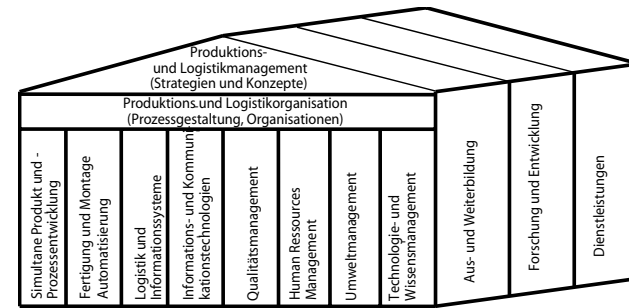 Produktions-
und Logistikmanagement
(Strategien und Konzepte)
Produktions.und Logistikorganisation
(Prozessgestaltung, Organisationen)
Simultane Produkt und -
Prozessentwicklung
Fertigung und Montage
Automatisierung
Logistik und
Informationssysteme
Informations- und Kommuni
kationstechnologien
Qualitätsmanagement
Human Ressources
Management
Umweltmanagement
Technologie- und
Wissensmanagement
Aus- und Weiterbildung
Forschung und Entwicklung
Dienstleistungen